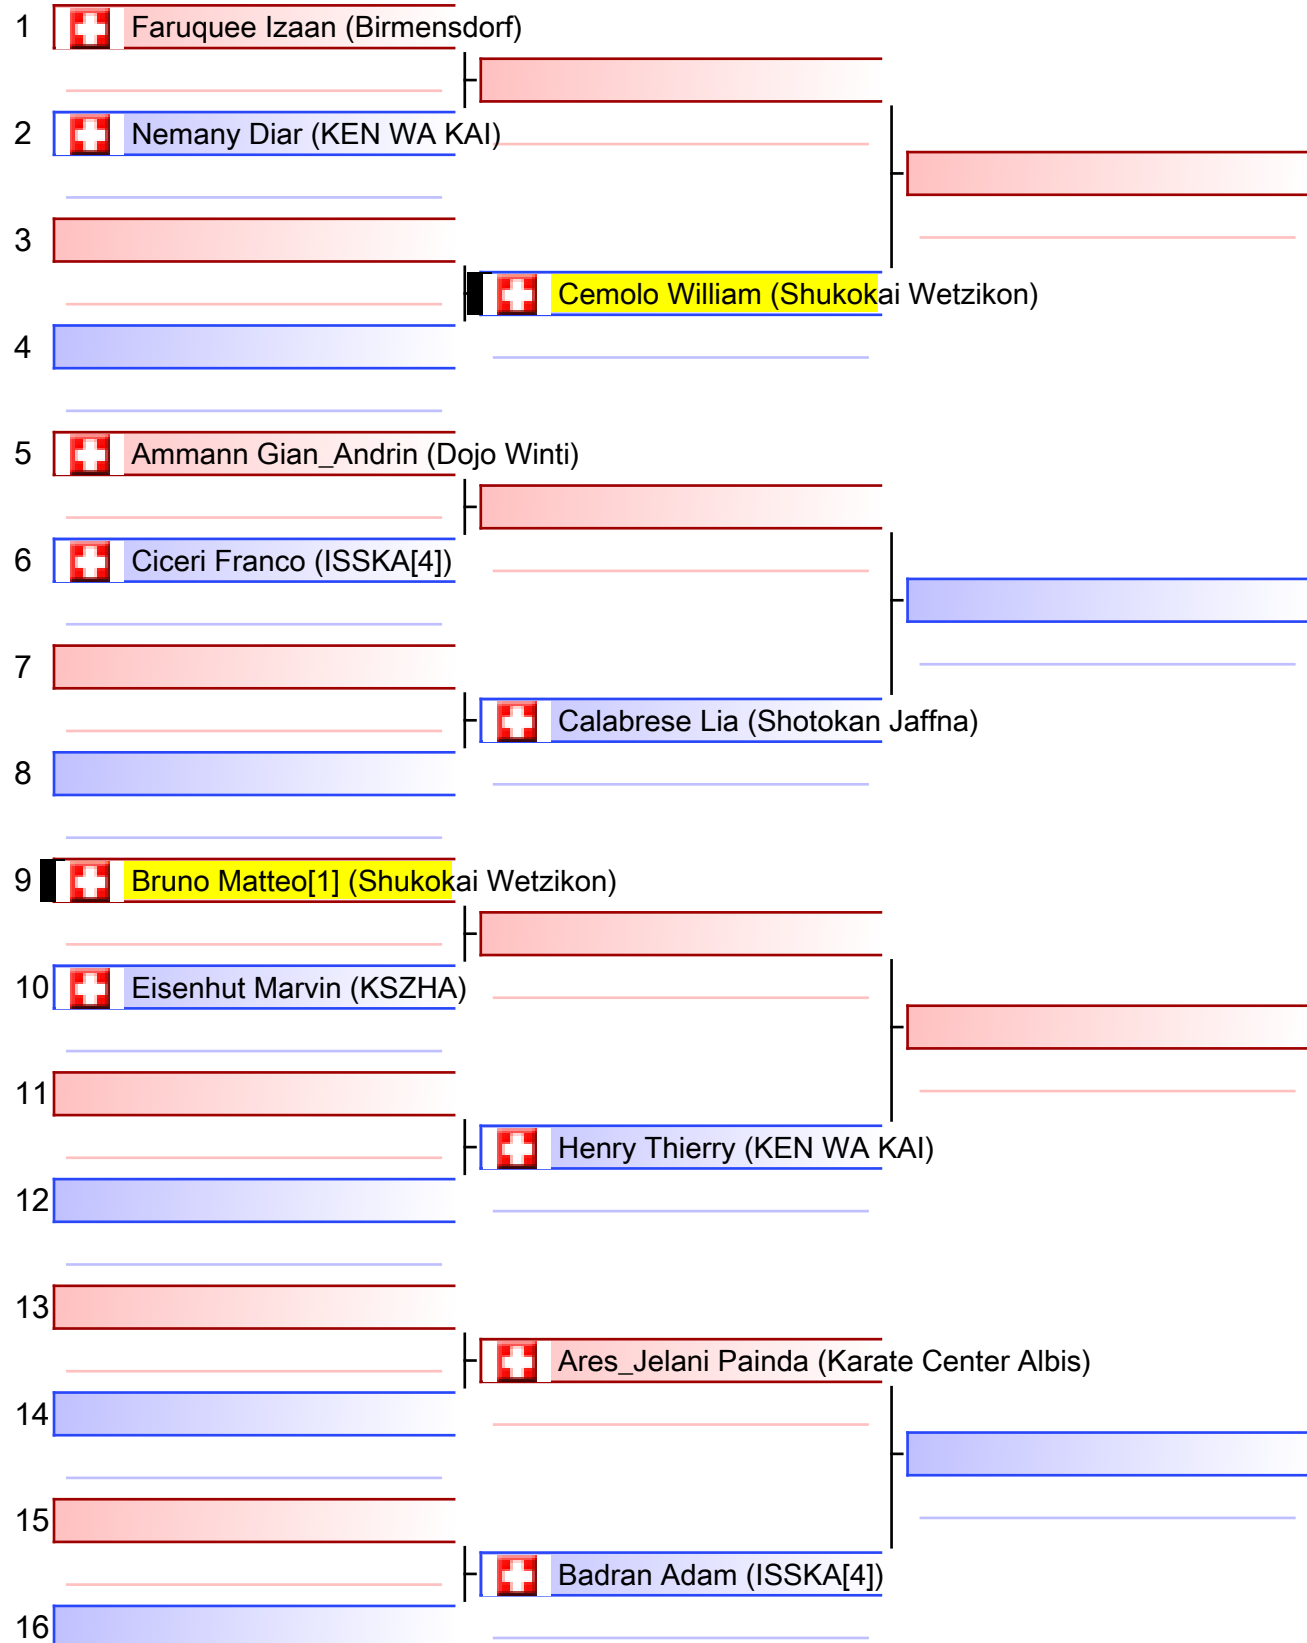 1 Faruquee Izaan (Birmensdorf)
2 Nemany Diar (KEN WA KAI)
3
Cemolo William (Shukokai Wetzikon)
4
5 Ammann Gian_Andrin (Dojo Winti)
6 Ciceri Franco (ISSKA[4])
7
Calabrese Lia (Shotokan Jaffna)
8
9 Bruno Matteo[1] (Shukokai Wetzikon)
10 Eisenhut Marvin (KSZHA)
11
Henry Thierry (KEN WA KAI)
12
13
Ares_Jelani Painda (Karate Center Albis)
14
15
Badran Adam (ISSKA[4])
16